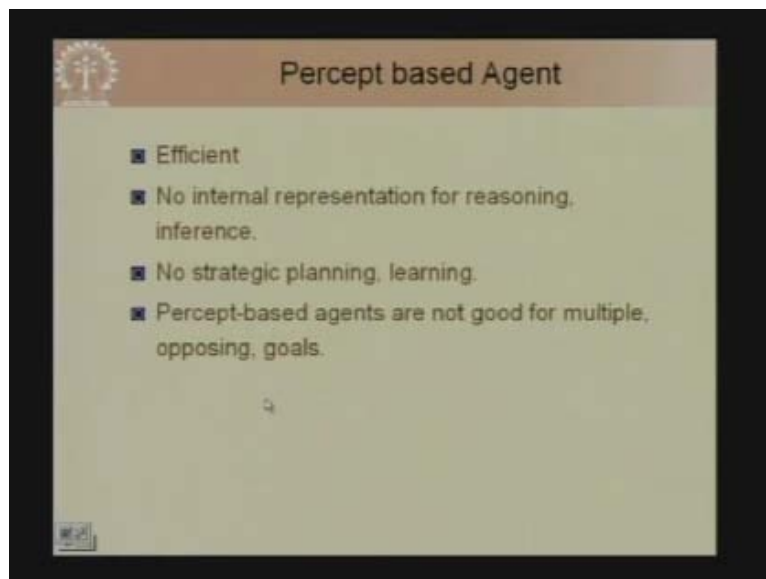 Percept based Agent
Efficient
No internal representation for reasoning,
inference.
No strategic planning, learning.
Percept-based agents are not good for multiple,
opposing, goals.